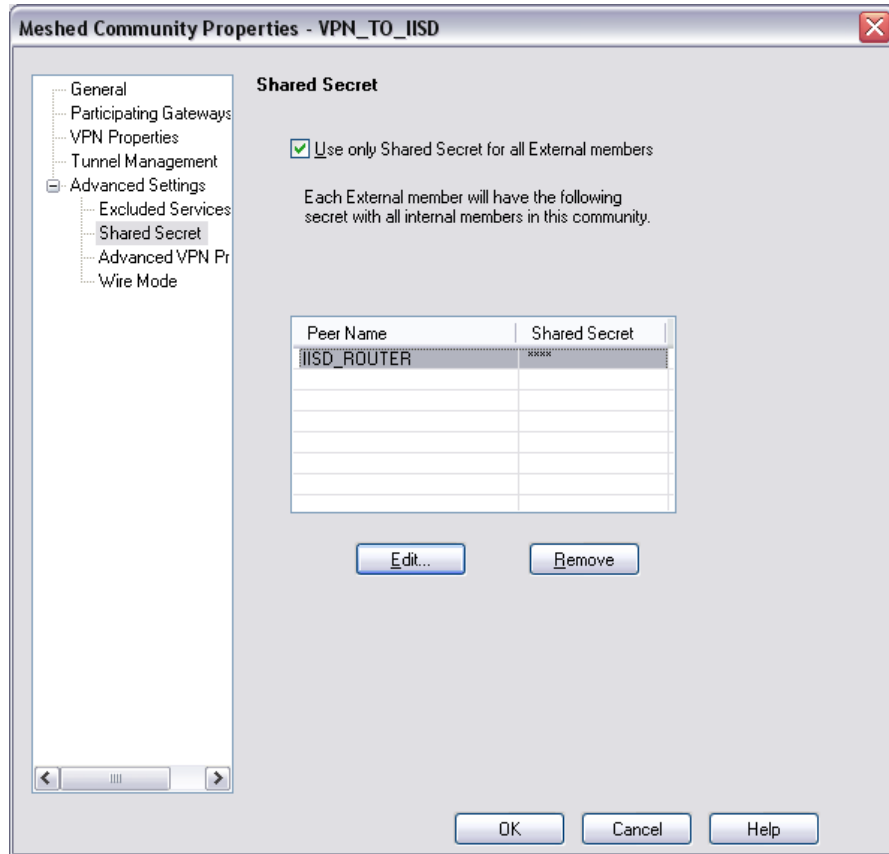 Meshed Community Properties - VPN_TO_IISD
General
Participating Gateways
VPN Properties
Tunnel Management
Advanced Settings
Excluded Services
Shared Secret
Advanced VPN Pr
Wire Mode
Shared Secret
Use only Shared Secret for all External members
Each External member will have the following
secret with all internal members in this community.
Peer Name Shared Secret
IISD_ROUTER ****
Edit... Remove
OK Cancel Help